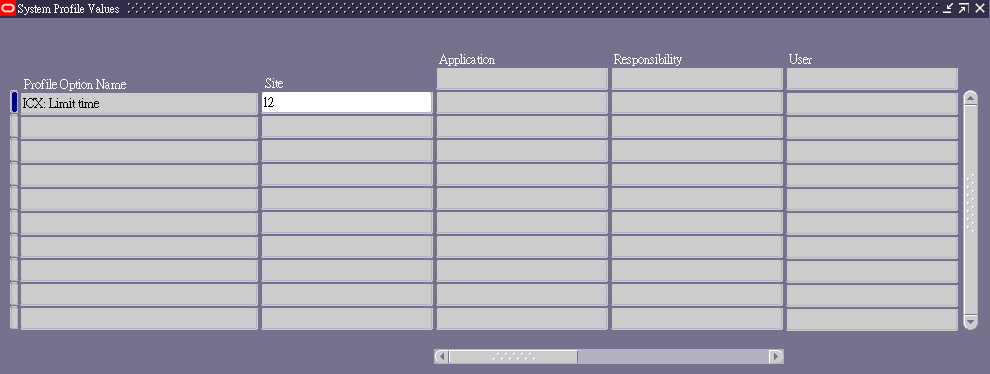 System Profile Values
Application Responsibility User
Profile Option Name Site
ICX: Limit time 12